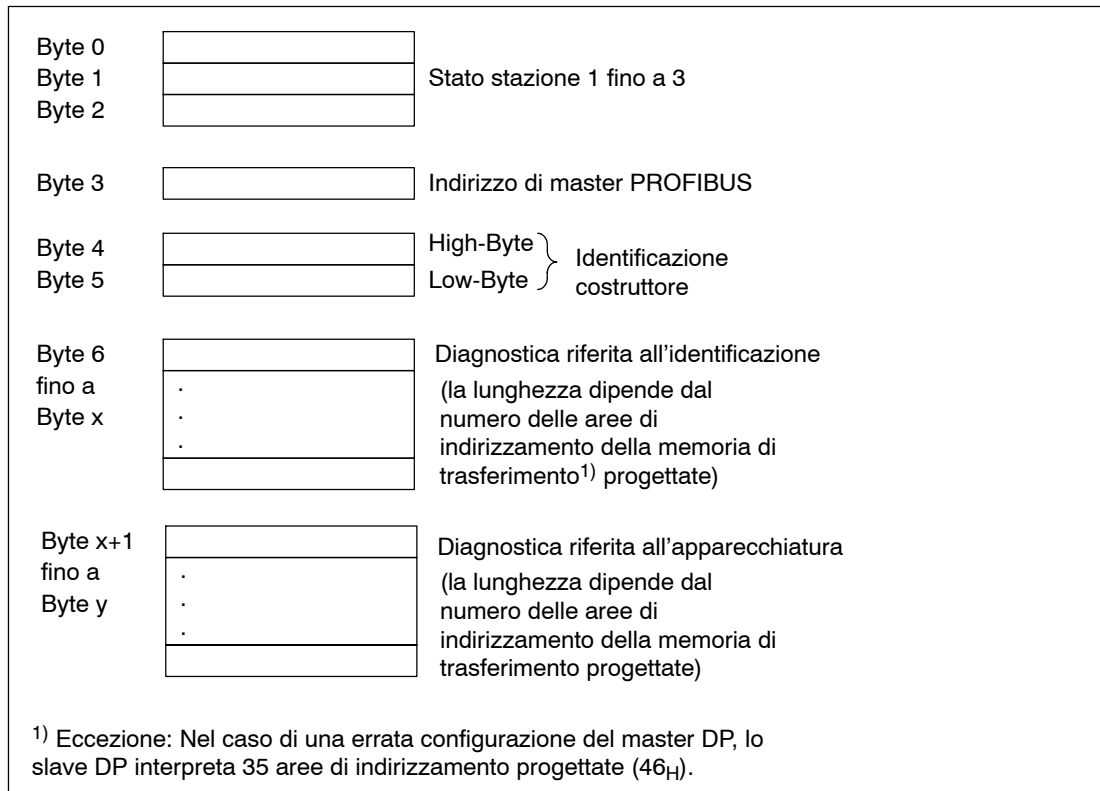 Byte 0
Byte 1
Byte 2
Stato stazione 1 fino a 3
Byte 3
Indirizzo di master PROFIBUS
Byte 4
Byte 5
High-Byte
Low-Byte
Identificazione
costruttore
Byte 6
fino a
Byte x
.
.
.
Diagnostica riferita all'identificazione
(la lunghezza dipende dal
numero delle aree di
indirizzamento della memoria di
trasferimento1) progettate)
Byte x+1
fino a
Byte y
.
.
.
Diagnostica riferita all'apparecchiatura
(la lunghezza dipende dal
numero delle aree di
indirizzamento della memoria di
trasferimento progettate)
1) Eccezione: Nel caso di una errata configurazione del master DP, lo
slave DP interpreta 35 aree di indirizzamento progettate (46H).